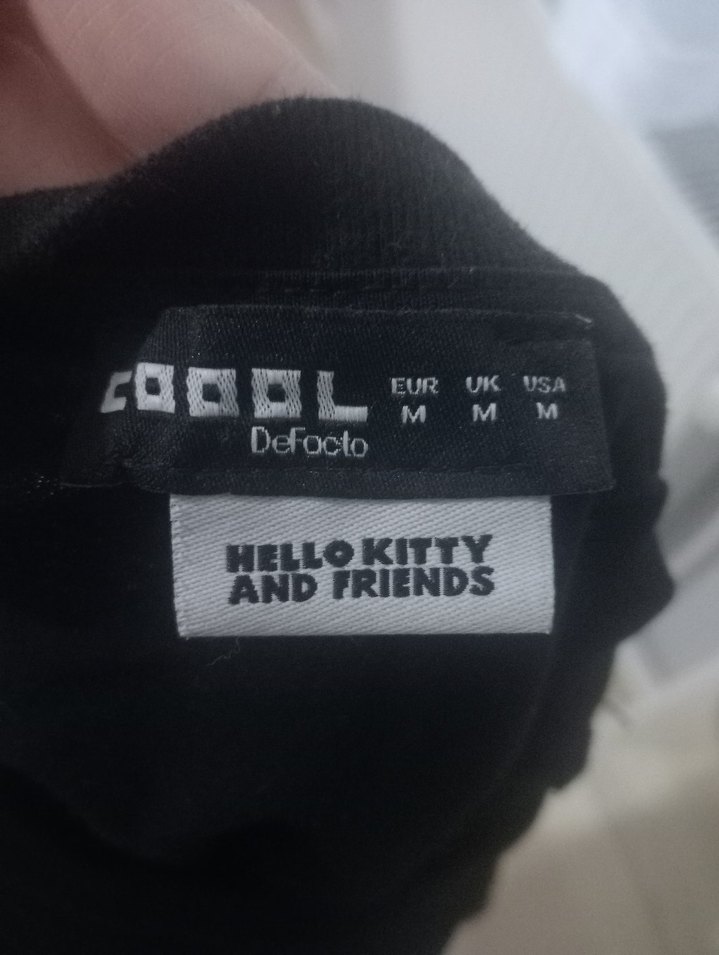 COOOL
EUR UK USA
M M M
DeFacto
HELLO KITTY
AND FRIENDS